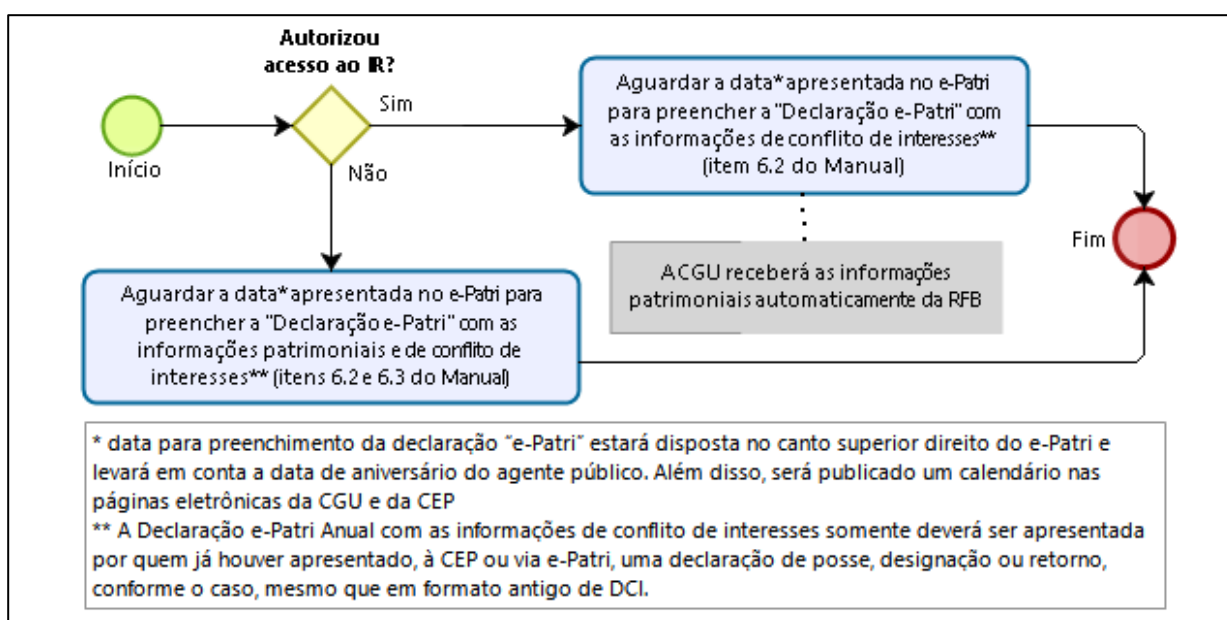 Autorizou
acesso ao IR?
Início
Sim
Não
Aguardar a data* apresentada no e-Patri
para preencher a "Declaração e-Patri" com
as informações de conflito de interesses**
(item 6.2 do Manual)
A CGU receberá as informações
patrimoniais automaticamente da RFB
Fim
Aguardar a data* apresentada no e-Patri para
preencher a "Declaração e-Patri" com as
informações patrimoniais e de conflito de
interesses** (itens 6.2 e 6.3 do Manual)
* data para preenchimento da declaração “e-Patri” estará disposta no canto superior direito do e-Patri e
levará em conta a data de aniversário do agente público. Além disso, será publicado um calendário nas
páginas eletrônicas da CGU e da CEP
** A Declaração e-Patri Anual com as informações de conflito de interesses somente deverá ser apresentada
por quem já houver apresentado, à CEP ou via e-Patri, uma declaração de posse, designação ou retorno,
conforme o caso, mesmo que em formato antigo de DCI.